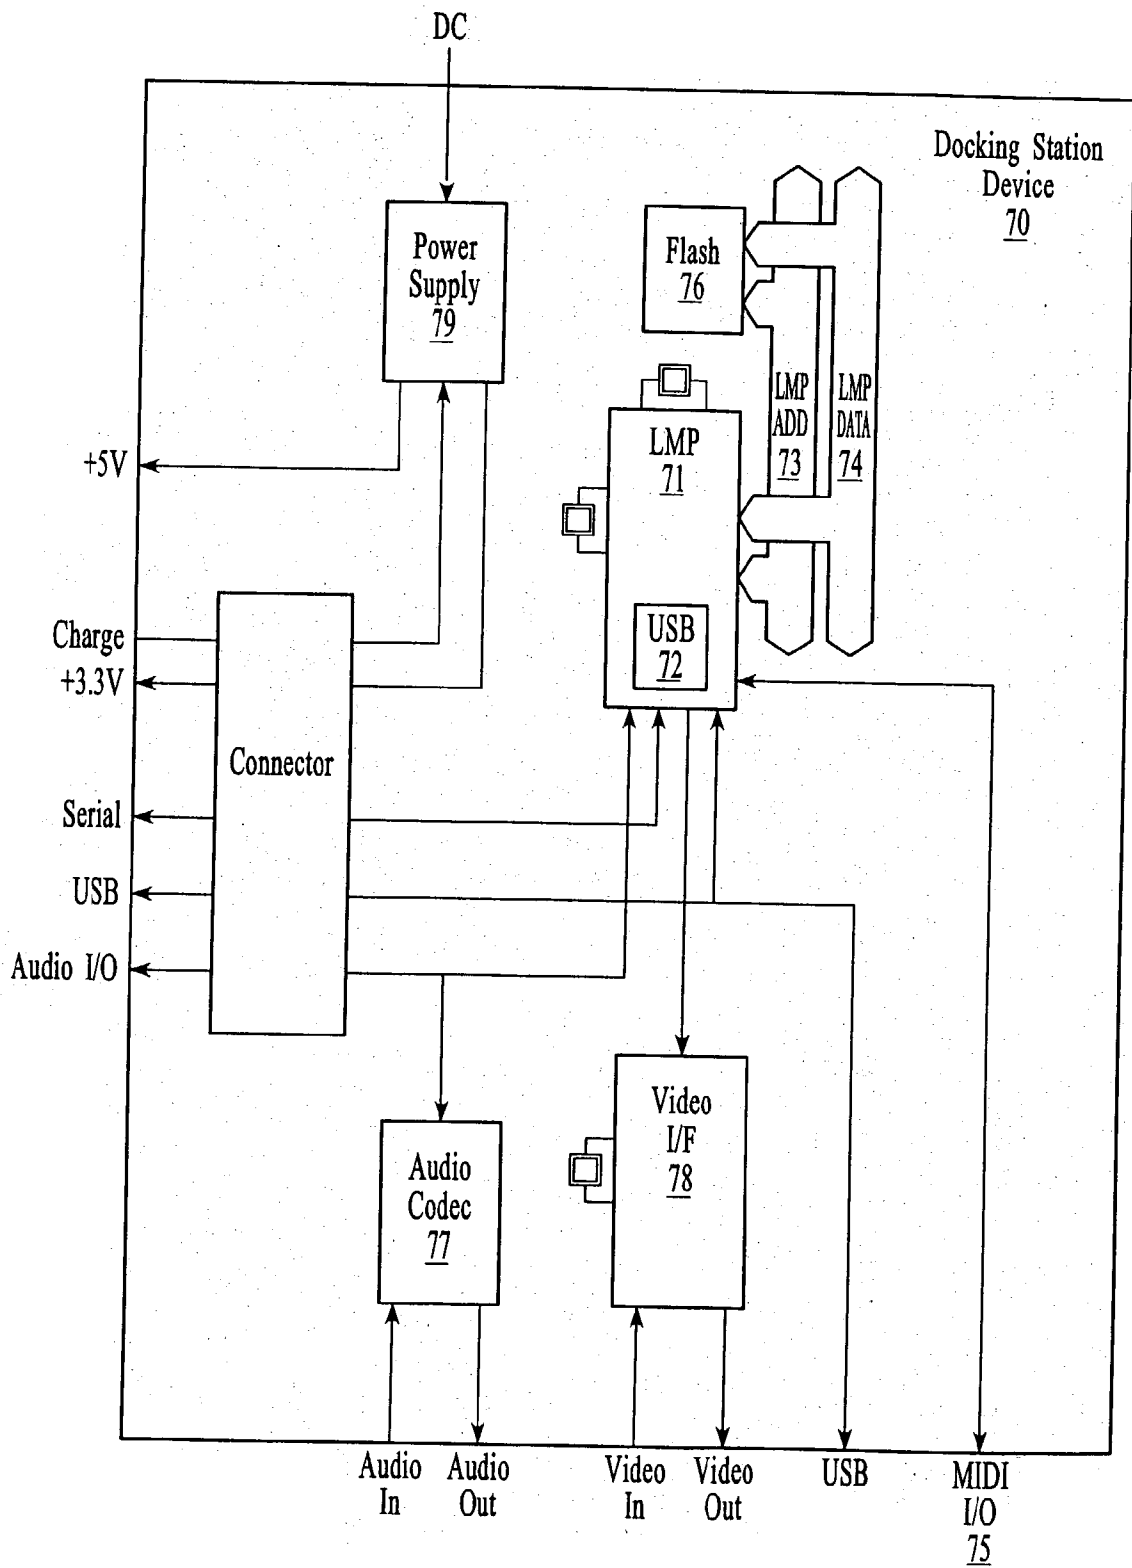 DC
Docking Station
Device
70
Power
Supply
79
Flash
76
LMP
ADD
73
LMP
DATA
74
LMP
71
+5V
USB
72
Charge
+3.3V
Connector
Serial
USB
Audio I/O
Video
I/F
78
Audio
Codec
77
Audio
In
Audio
Out
Video
In
Video
Out
USB
MIDI
I/O
75